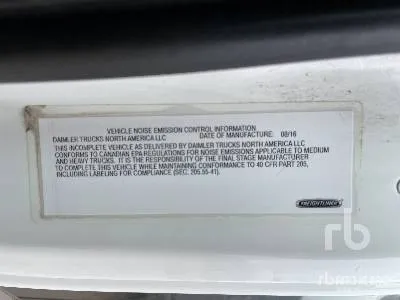 VEHICLE NOISE EMISSION CONTROL INFORMATION
DAIMLER TRUCKS NORTH AMERICA LLC DATE OF MANUFACTURE: 08/16
THIS INCOMPLETE VEHICLE AS DELIVERED BY DAIMLER TRUCKS NORTH AMERICA LLC
CONFORMS TO CANADIAN EPA REGULATIONS FOR NOISE EMISSIONS APPLICABLE TO MEDIUM
AND HEAVY TRUCKS. IT IS THE RESPONSIBILITY OF THE FINAL STAGE MANUFACTURER
TO COMPLETE THIS VEHICLE WHILE MAINTAINING CONFORMANCE TO 40 CFR PART 205,
INCLUDING LABELING FOR COMPLIANCE (SEC. 205.55-41).
FREIGHTLINER
rb
rb